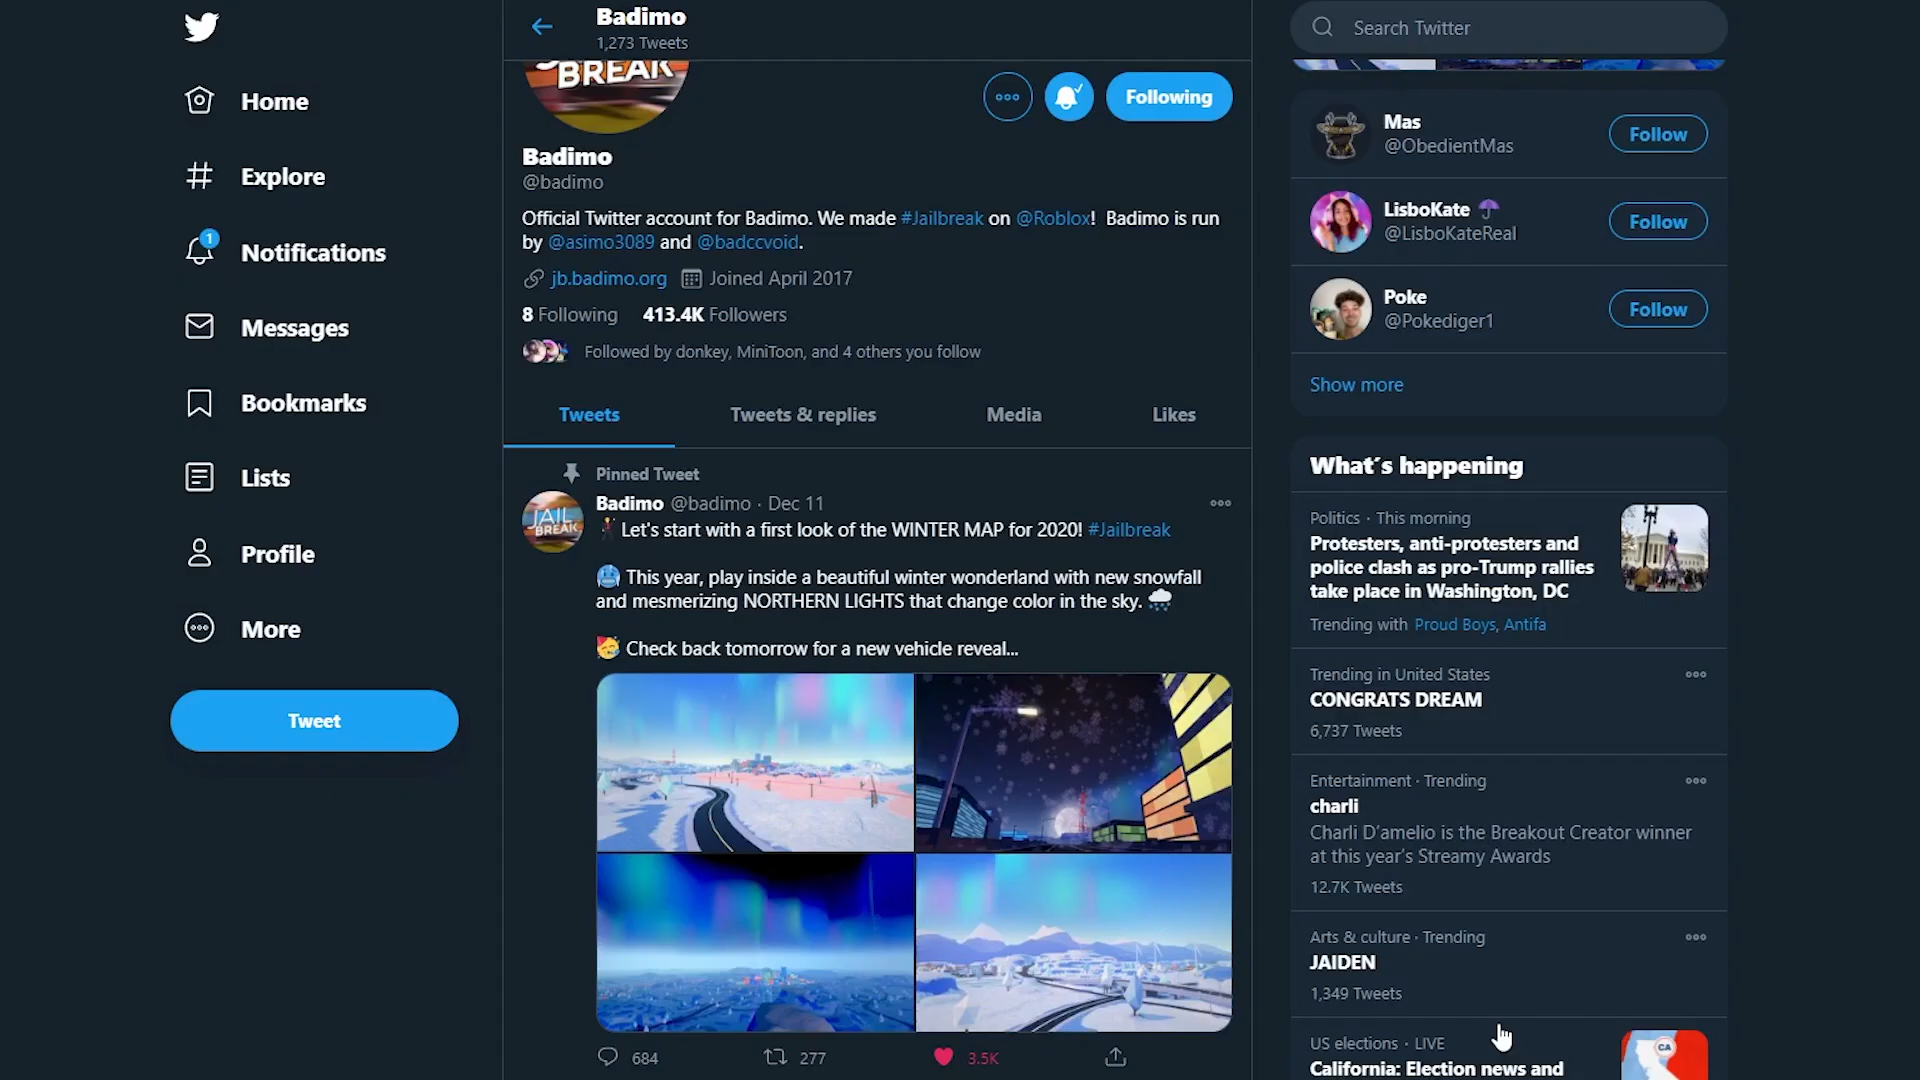 Home
Explore
1
Notifications
Messages
Bookmarks
Lists
Profile
More
Tweet
Badimo
1,273 Tweets
BREAK
Following
Badimo
@badimo
Official Twitter account for Badimo. We made #Jailbreak on @Roblox! Badimo is run
by @asimo3089 and @badccvoid.
jb.badimo.org Joined April 2017
8 Following 413.4K Followers
Followed by donkey, MiniToon, and 4 others you follow
Tweets Tweets & replies Media Likes
Pinned Tweet
Badimo @badimo · Dec 11
JAIL
BREAK
Let's start with a first look of the WINTER MAP for 2020! #Jailbreak
This year, play inside a beautiful winter wonderland with new snowfall
and mesmerizing NORTHERN LIGHTS that change color in the sky.
Check back tomorrow for a new vehicle reveal...
684 277 3.5K
Search Twitter
Mas
@ObedientMas
Follow
LisboKate
@LisboKateReal
Follow
Poke
@Pokediger1
Follow
Show more
What's happening
Politics · This morning
Protesters, anti-protesters and
police clash as pro-Trump rallies
take place in Washington, DC
Trending with Proud Boys, Antifa
Trending in United States
CONGRATS DREAM
6,737 Tweets
Entertainment · Trending
charli
Charli D'amelio is the Breakout Creator winner
at this year's Streamy Awards
12.7K Tweets
Arts & culture · Trending
JAIDEN
1,349 Tweets
US elections · LIVE
California: Election news and
CA